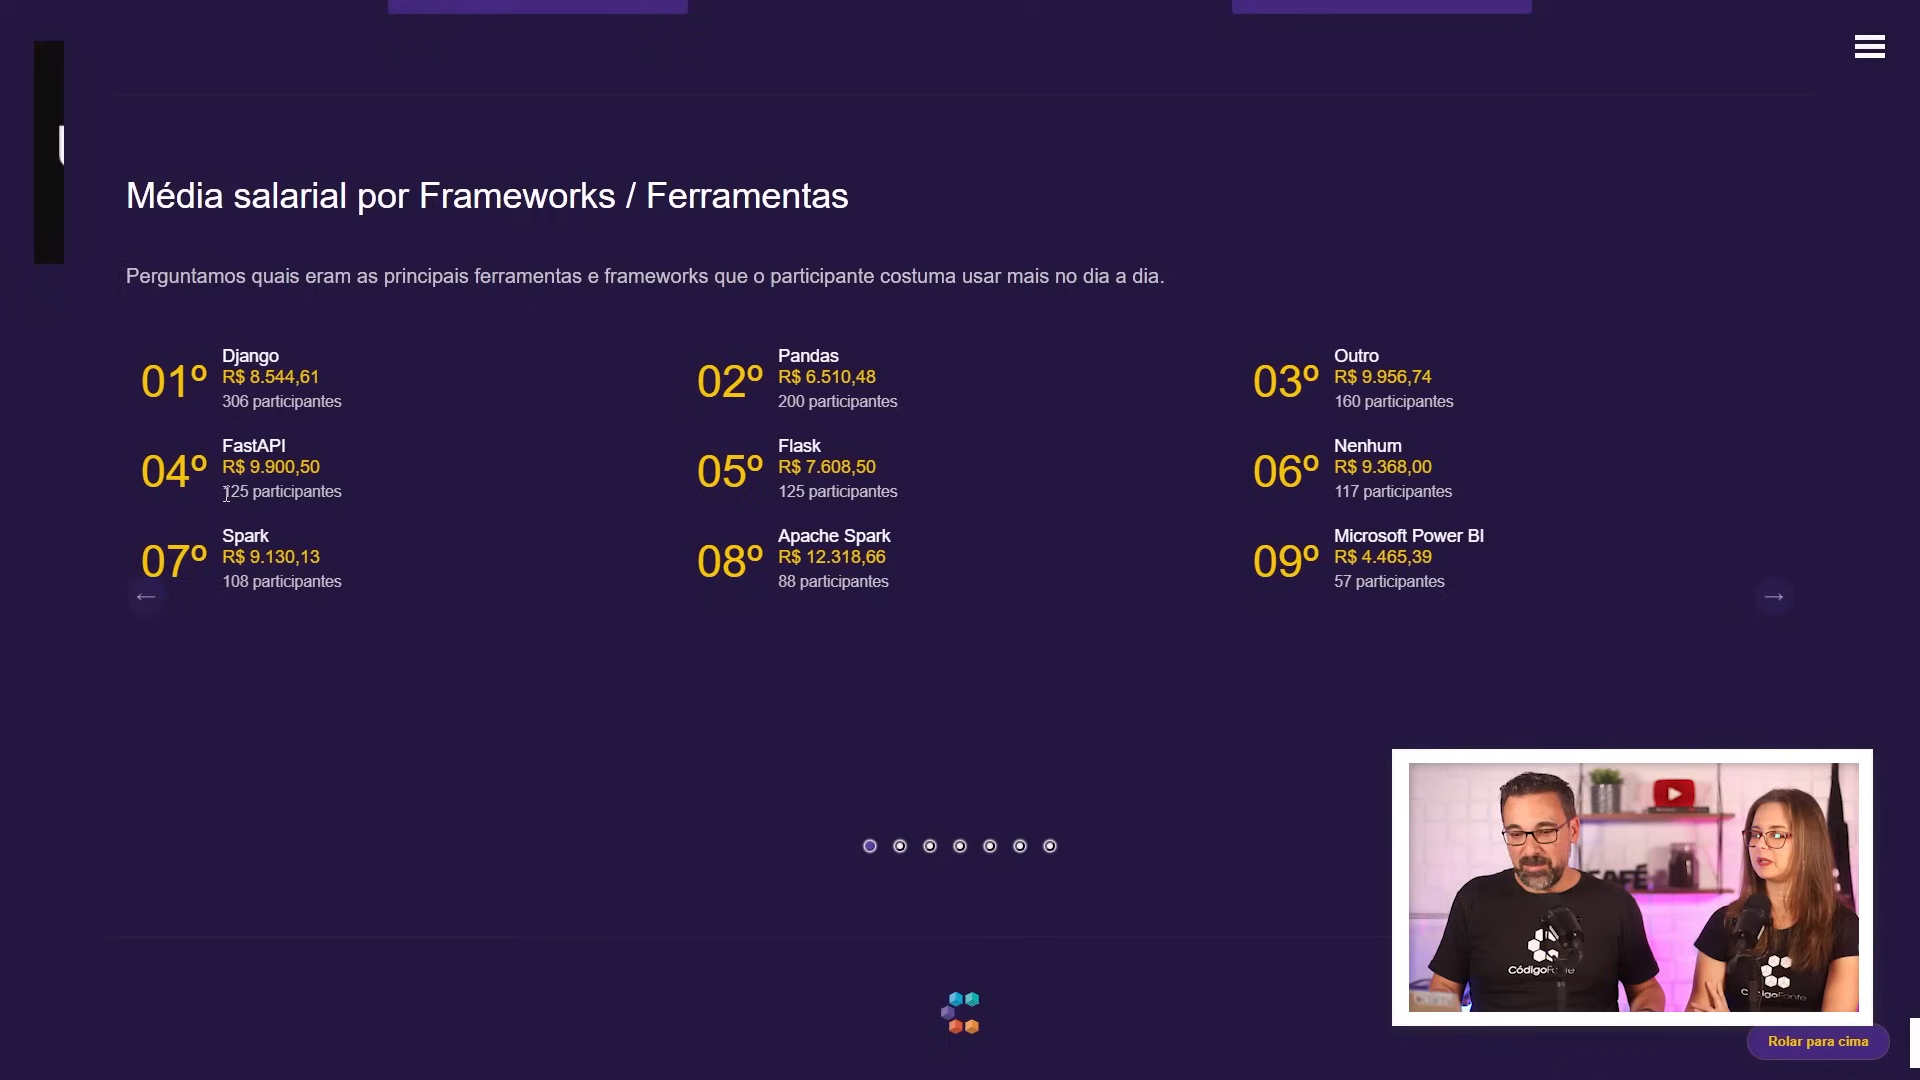 Média salarial por Frameworks / Ferramentas
Perguntamos quais eram as principais ferramentas e frameworks que o participante costuma usar mais no dia a dia.
01º
Django
R$ 8.544,61
306 participantes
02º
Pandas
R$ 6.510,48
200 participantes
03º
Outro
R$ 9.956,74
160 participantes
04º
FastAPI
R$ 9.900,50
125 participantes
05º
Flask
R$ 7.608,50
125 participantes
06º
Nenhum
R$ 9.368,00
117 participantes
07º
Spark
R$ 9.130,13
108 participantes
08º
Apache Spark
R$ 12.318,66
88 participantes
09º
Microsoft Power BI
R$ 4.465,39
57 participantes
←
→
CAFÉ
Rolar para cima